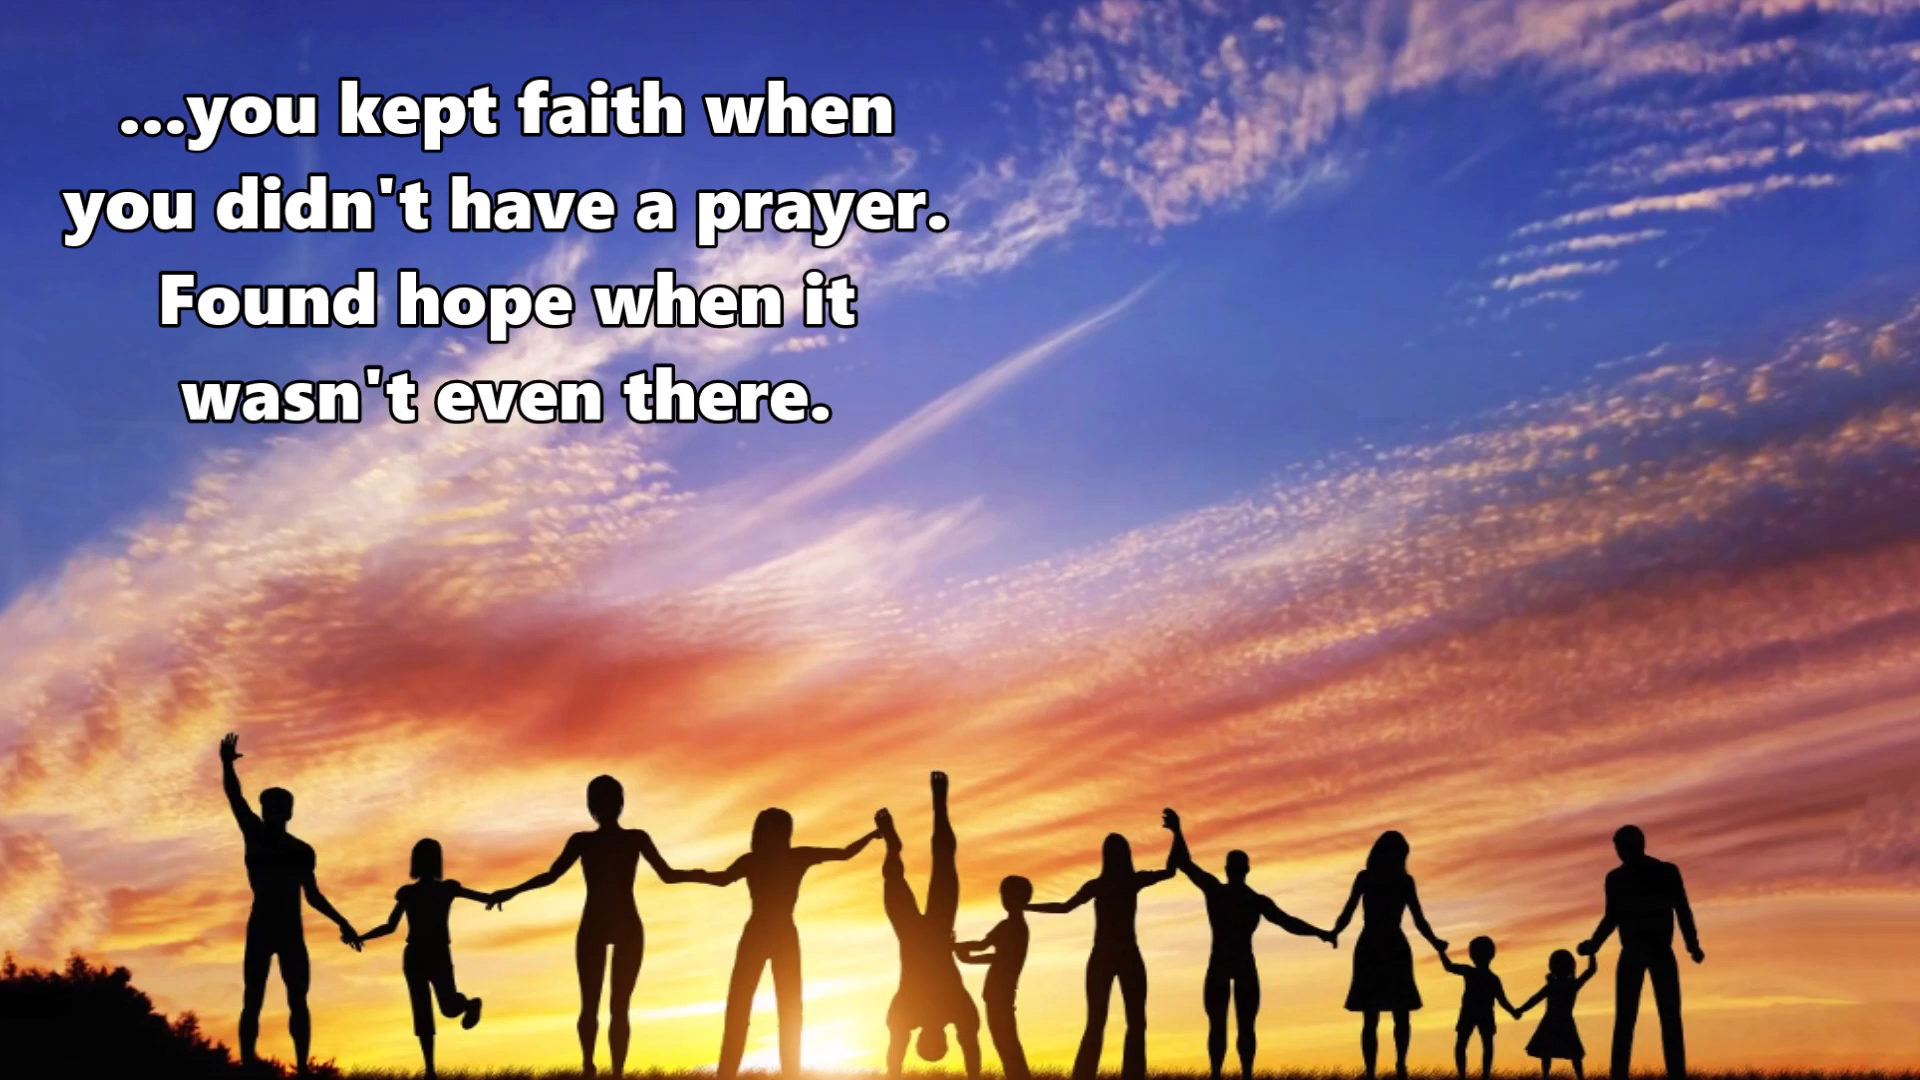 ...you kept faith when
you didn't have a prayer.
Found hope when it
wasn't even there.